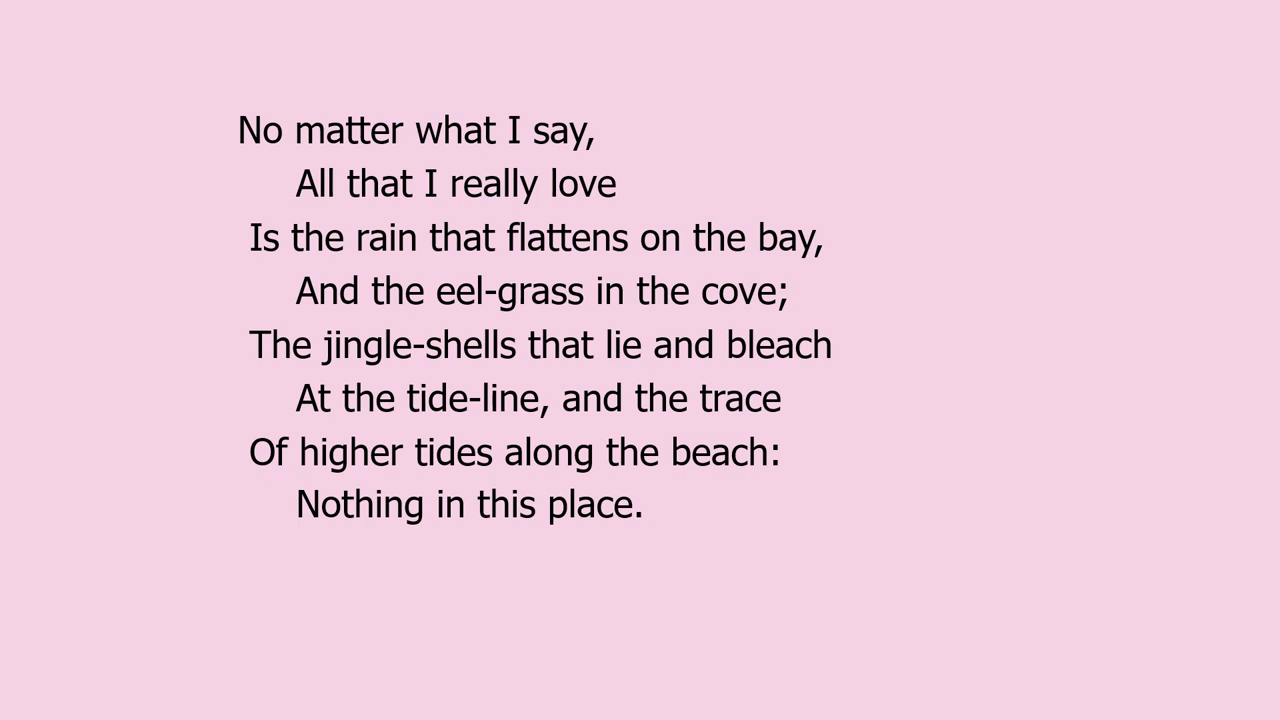 No matter what I say,
All that I really love
Is the rain that flattens on the bay,
And the eel-grass in the cove;
The jingle-shells that lie and bleach
At the tide-line, and the trace
Of higher tides along the beach:
Nothing in this place.